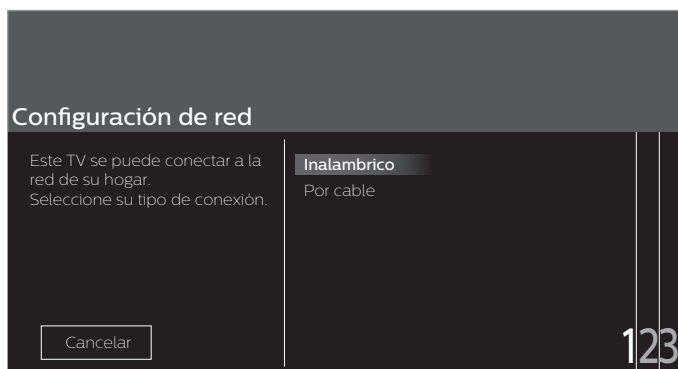 Configuración de red
Este TV se puede conectar a la
red de su hogar.
Seleccione su tipo de conexión.
Inalambrico
Por cable
Cancelar
123